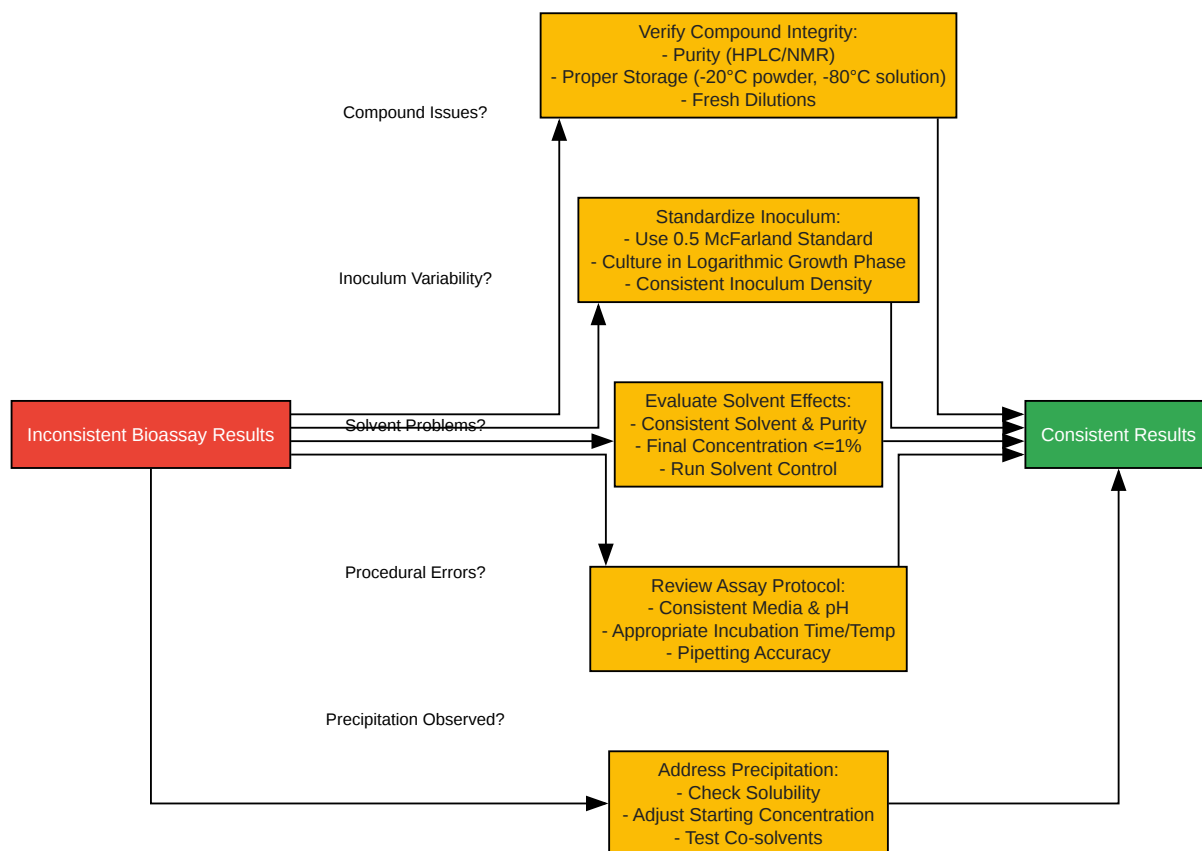 Verify Compound Integrity:
- Purity (HPLC/NMR)
- Proper Storage (-20°C powder, -80°C solution)
- Fresh Dilutions
Compound Issues?
Standardize Inoculum:
- Use 0.5 McFarland Standard
- Culture in Logarithmic Growth Phase
- Consistent Inoculum Density
Inoculum Variability?
Inconsistent Bioassay Results
Solvent Problems?
Evaluate Solvent Effects:
- Consistent Solvent & Purity
- Final Concentration <=1%
- Run Solvent Control
Consistent Results
Procedural Errors?
Review Assay Protocol:
- Consistent Media & pH
- Appropriate Incubation Time/Temp
- Pipetting Accuracy
Precipitation Observed?
Address Precipitation:
- Check Solubility
- Adjust Starting Concentration
- Test Co-solvents